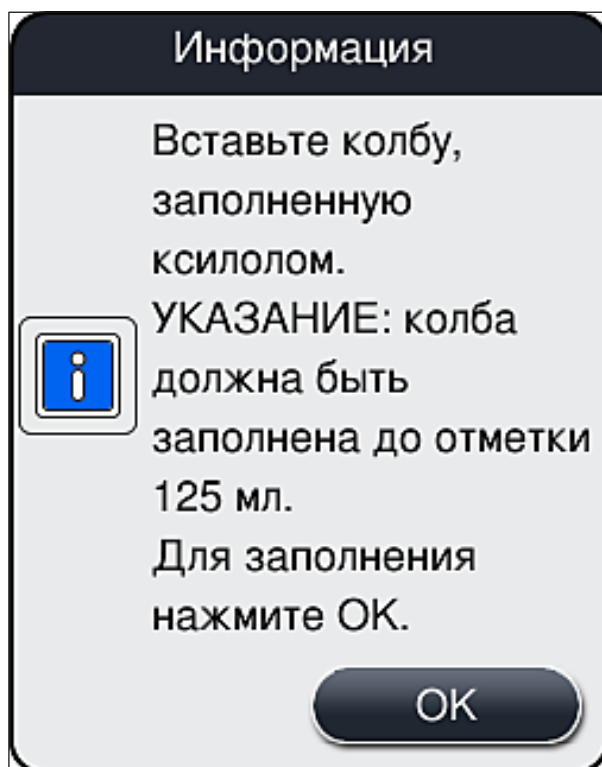 Информация
Вставьте колбу,
заполненную
ксилолом.
УКАЗАНИЕ: колба
должна быть
заполнена до отметки
125 мл.
Для заполнения
нажмите OK.
OK